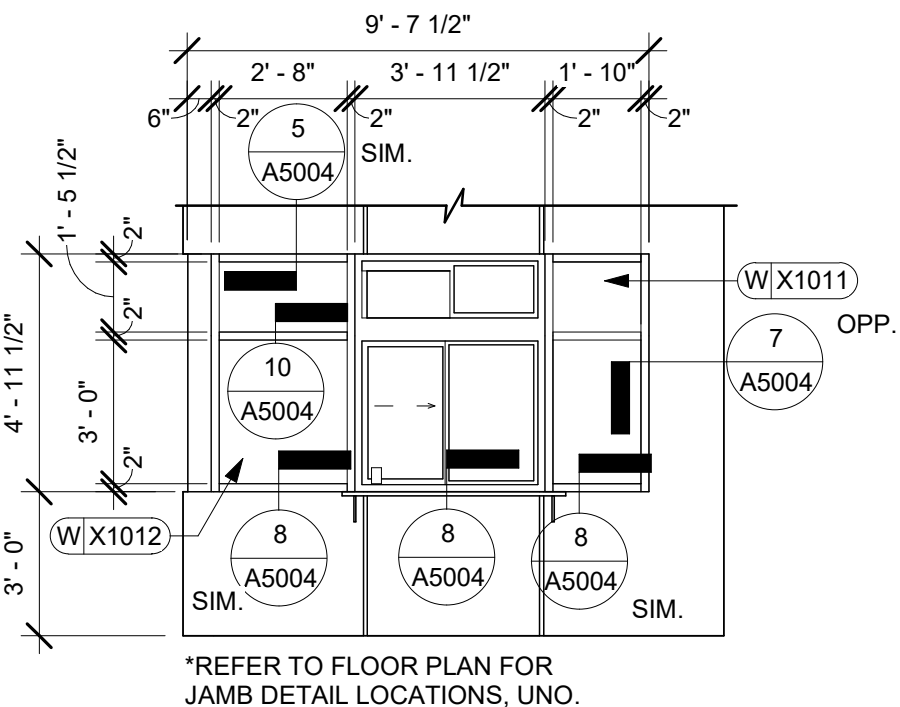 9' - 7 1/2"
2' - 8"
3' - 11 1/2"
1' - 10"
6"
2"
2"
2"
2"
5
A5004
SIM.
1' - 5 1/2"
2"
2"
W X1011
OPP.
7
A5004
4' - 11 1/2"
3' - 0"
10
A5004
2"
W X1012
8
A5004
SIM.
8
A5004
8
A5004
SIM.
3' - 0"
*REFER TO FLOOR PLAN FOR
JAMB DETAIL LOCATIONS, UNO.